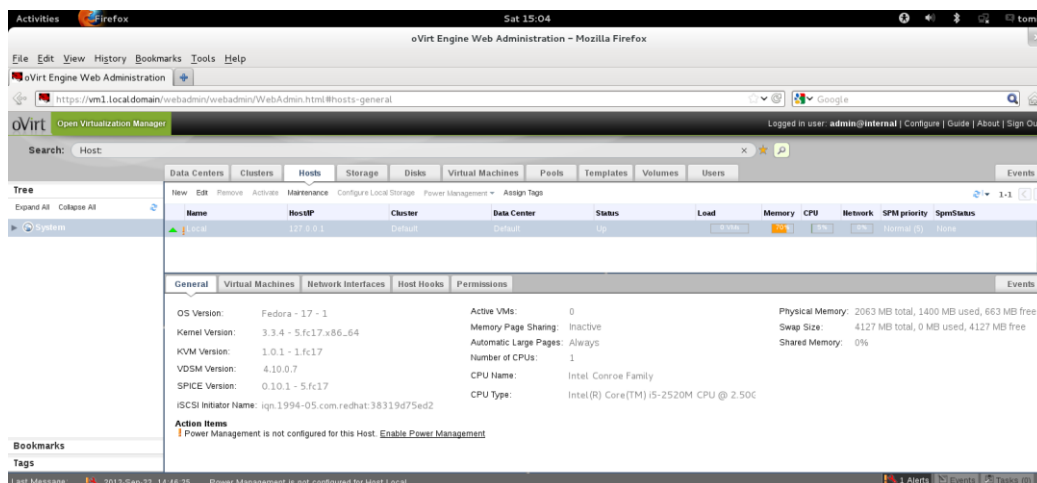 Activities Firefox Sat 15:04 tom
oVirt Engine Web Administration – Mozilla Firefox
File Edit View History Bookmarks Tools Help
oVirt Engine Web Administration
https://vm1.localdomain/webadmin/webadmin/WebAdmin.html#hosts-general Google
oVirt Open Virtualization Manager Logged in user: admin@internal | Configure | Guide | About | Sign Ou
Search: Host:
Data Centers Clusters Hosts Storage Disks Virtual Machines Pools Templates Volumes Users Events
Tree New Edit Remove Activate Maintenance Configure Local Storage Power Management Assign Tags 1-1
Expand All Collapse All
Name Host/IP Cluster Data Center Status Load Memory CPU Network SPM priority SpmStatus
System Local 127.0.0.1 Default Default Up 70% 5% 0% Normal (5) None
General Virtual Machines Network Interfaces Host Hooks Permissions Events
OS Version: Fedora - 17 - 1 Active VMs: 0 Physical Memory: 2063 MB total, 1400 MB used, 663 MB free
Kernel Version: 3.3.4 - 5.fc17.x86_64 Memory Page Sharing: Inactive Swap Size: 4127 MB total, 0 MB used, 4127 MB free
KVM Version: 1.0.1 - 1.fc17 Automatic Large Pages: Always Shared Memory: 0%
VDSM Version: 4.10.0.7 Number of CPUs: 1
SPICE Version: 0.10.1 - 5.fc17 CPU Name: Intel Conroe Family
iSCSI Initiator Name: iqn.1994-05.com.redhat:38319d75ed2 CPU Type: Intel(R) Core(TM) i5-2520M CPU @ 2.50G
Action Items
Power Management is not configured for this Host. Enable Power Management
Bookmarks
Tags
Last Message: 2012-Sep-22, 14:46:25 Power Management is not configured for Host Local. 1 Alerts Events Tasks (0)